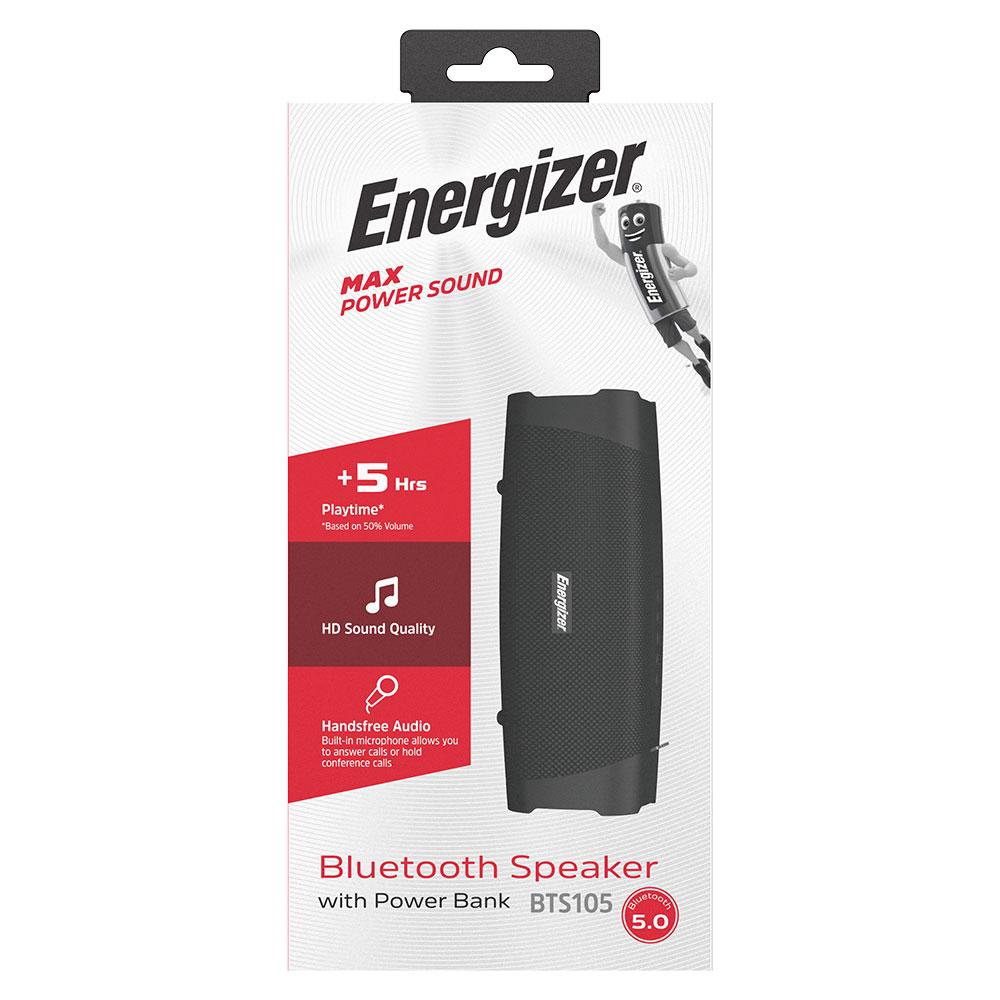 Energizer®
MAX
POWER SOUND
Energizer
+5 Hrs
Playtime*
*Based on 50% Volume
HD Sound Quality
Handsfree Audio
Built-in microphone allows you
to answer calls or hold
conference calls
Energizer
Bluetooth Speaker
with Power Bank BTS105
Bluetooth
5.0